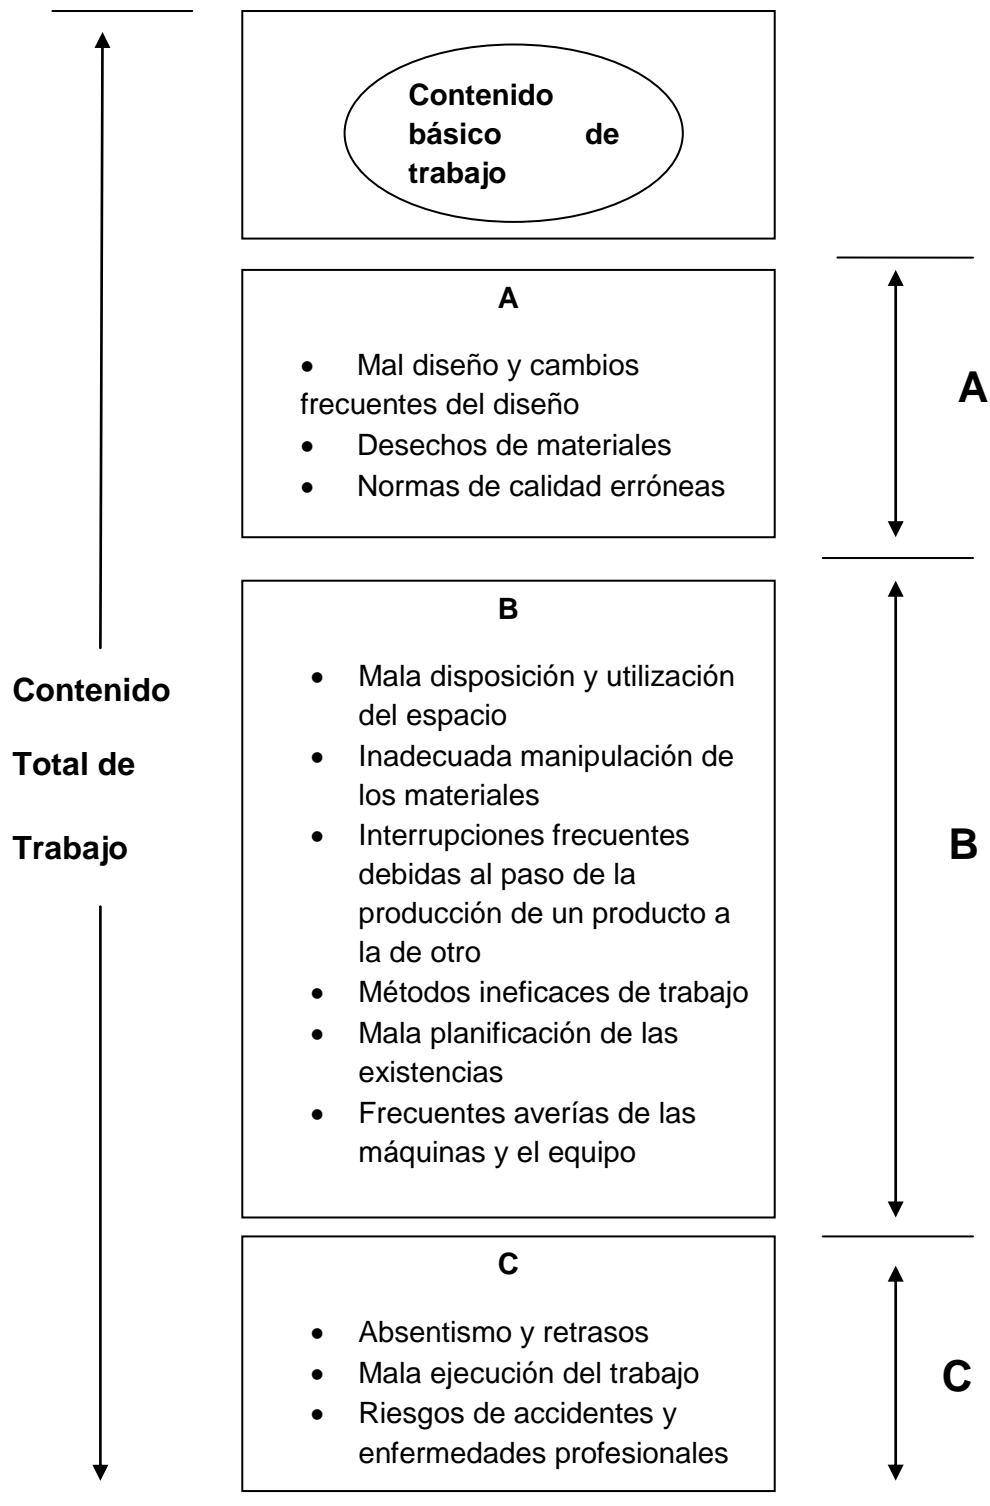 Contenido
básico de
trabajo
A
• Mal diseño y cambios
frecuentes del diseño
• Desechos de materiales
• Normas de calidad erróneas
A
B
• Mala disposición y utilización
del espacio
• Inadecuada manipulación de
los materiales
• Interrupciones frecuentes
debidas al paso de la
producción de un producto a
la de otro
• Métodos ineficaces de trabajo
• Mala planificación de las
existencias
• Frecuentes averías de las
máquinas y el equipo
Contenido
Total de
Trabajo
B
C
• Absentismo y retrasos
• Mala ejecución del trabajo
• Riesgos de accidentes y
enfermedades profesionales
C